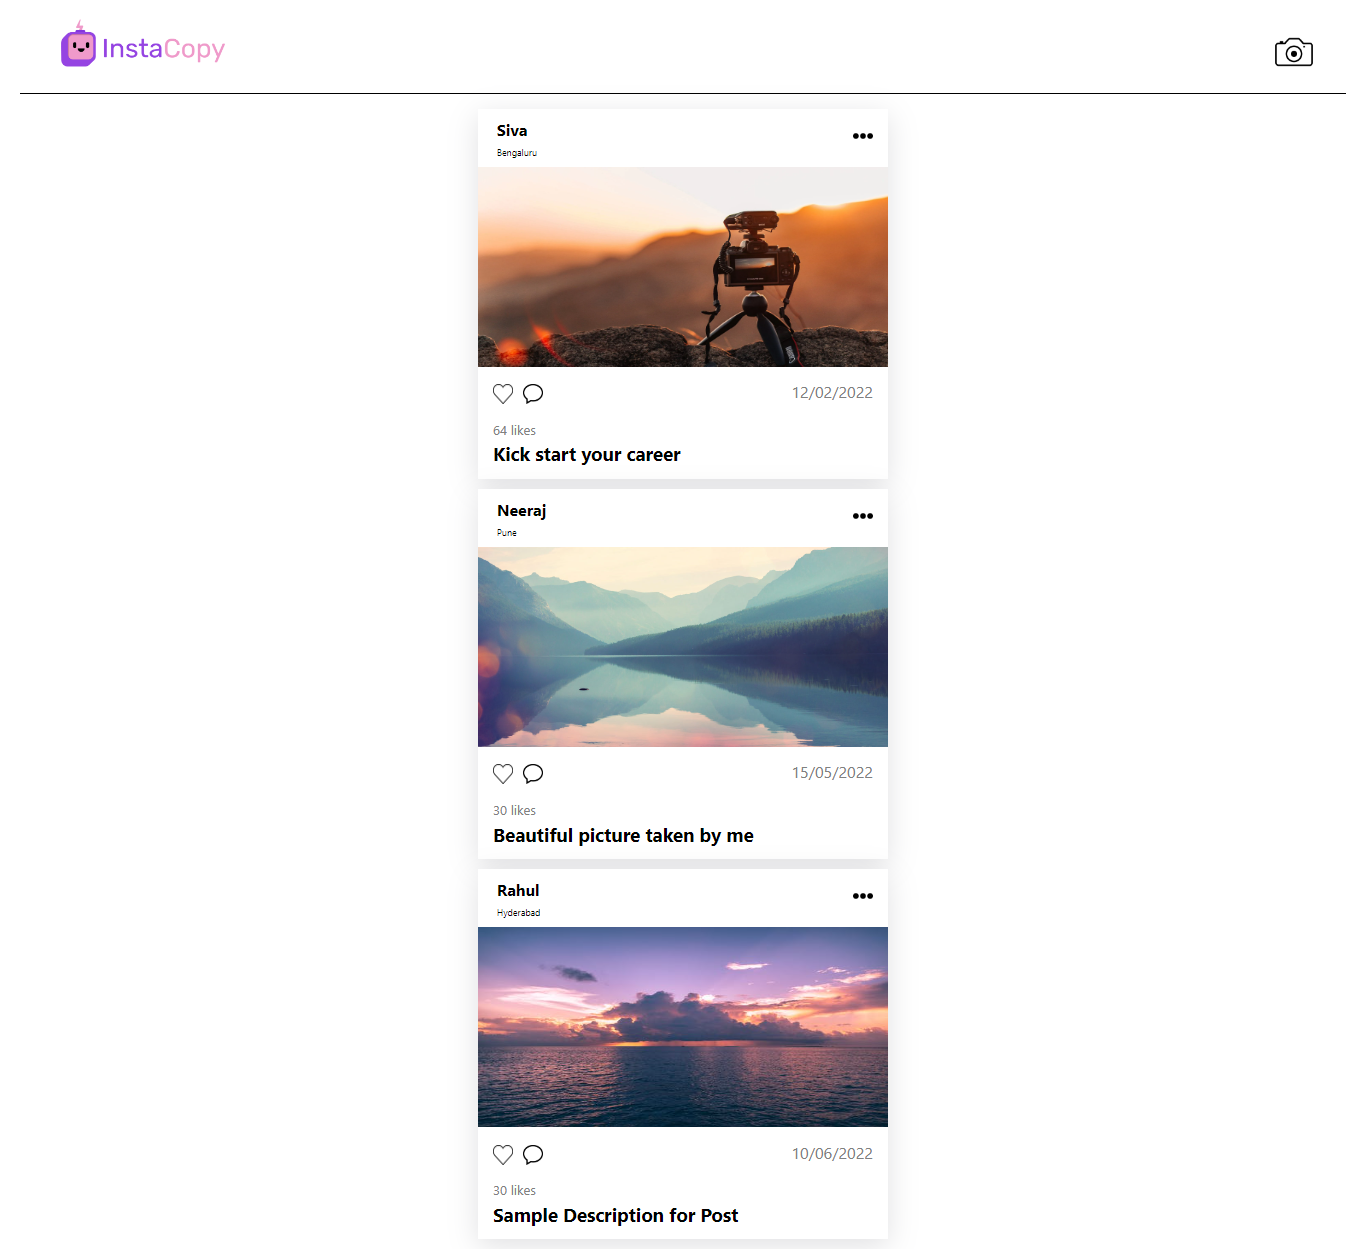 InstaCopy
Siva
Bengaluru
12/02/2022
64 likes
Kick start your career
Neeraj
Pune
15/05/2022
30 likes
Beautiful picture taken by me
Rahul
Hyderabad
10/06/2022
30 likes
Sample Description for Post